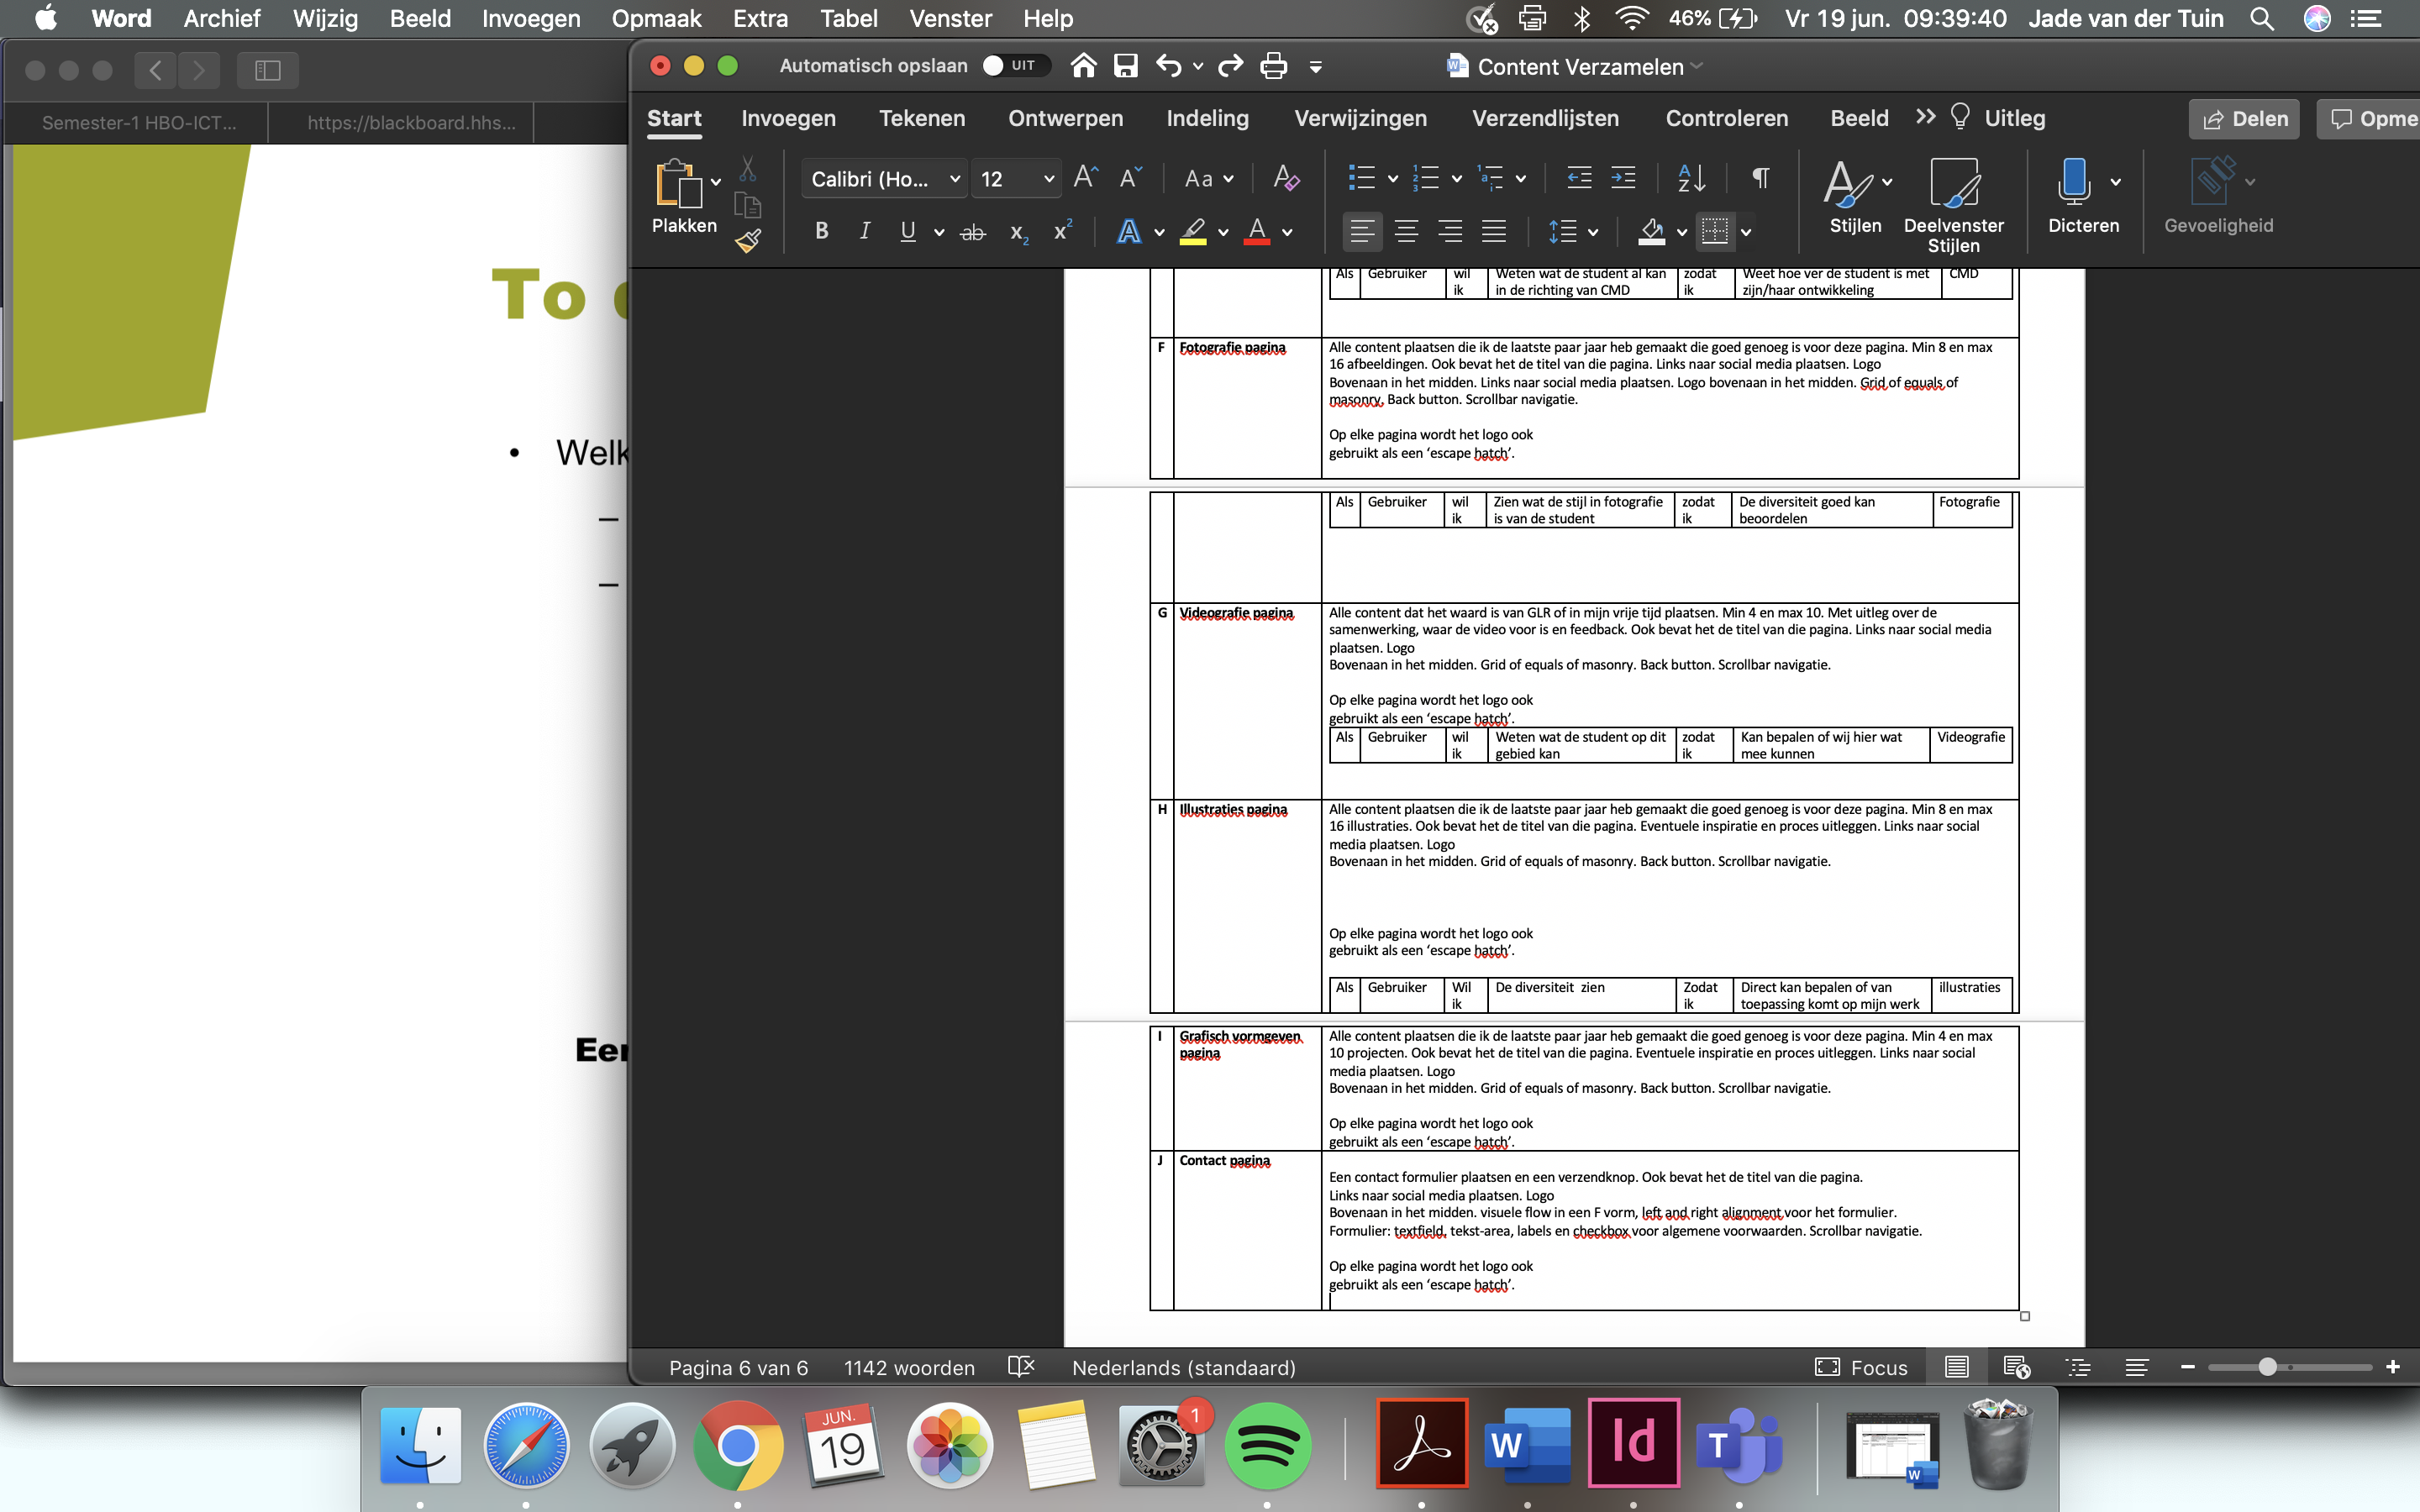 Word Archief Wijzig Beeld Invoegen Opmaak Extra Tabel Venster Help 46% Vr 19 jun. 09:39:40 Jade van der Tuin
Automatisch opslaan UIT Content Verzamelen
Semester-1 HBO-ICT... https://blackboard.hhs...
Start Invoegen Tekenen Ontwerpen Indeling Verwijzingen Verzendlijsten Controleren Beeld Uitleg Delen Opme
Plakken Calibri (Ho... 12 Stijlen Deelvenster Stijlen Dicteren Gevoeligheid
To
Welk
Eer
Als Gebruiker wil ik Weten wat de student al kan in de richting van CMD zodat ik Weet hoe ver de student is met zijn/haar ontwikkeling CMD
F Fotografie pagina
Alle content plaatsen die ik de laatste paar jaar heb gemaakt die goed genoeg is voor deze pagina. Min 8 en max
16 afbeeldingen. Ook bevat het de titel van die pagina. Links naar social media plaatsen. Logo
Bovenaan in het midden. Links naar social media plaatsen. Logo bovenaan in het midden. Grid of equals of
masonry. Back button. Scrollbar navigatie.
Op elke pagina wordt het logo ook
gebruikt als een ‘escape hatch’.
Als Gebruiker wil ik Zien wat de stijl in fotografie is van de student zodat ik De diversiteit goed kan beoordelen Fotografie
G Videografie pagina
Alle content dat het waard is van GLR of in mijn vrije tijd plaatsen. Min 4 en max 10. Met uitleg over de
samenwerking, waar de video voor is en feedback. Ook bevat het de titel van die pagina. Links naar social media
plaatsen. Logo
Bovenaan in het midden. Grid of equals of masonry. Back button. Scrollbar navigatie.
Op elke pagina wordt het logo ook
gebruikt als een ‘escape hatch’.
Als Gebruiker wil ik Weten wat de student op dit gebied kan zodat ik Kan bepalen of wij hier wat mee kunnen Videografie
H Illustraties pagina
Alle content plaatsen die ik de laatste paar jaar heb gemaakt die goed genoeg is voor deze pagina. Min 8 en max
16 illustraties. Ook bevat het de titel van die pagina. Eventuele inspiratie en proces uitleggen. Links naar social
media plaatsen. Logo
Bovenaan in het midden. Grid of equals of masonry. Back button. Scrollbar navigatie.
Op elke pagina wordt het logo ook
gebruikt als een ‘escape hatch’.
Als Gebruiker Wil ik De diversiteit zien Zodat ik Direct kan bepalen of van toepassing komt op mijn werk illustraties
I Grafisch vormgeven pagina
Alle content plaatsen die ik de laatste paar jaar heb gemaakt die goed genoeg is voor deze pagina. Min 4 en max
10 projecten. Ook bevat het de titel van die pagina. Eventuele inspiratie en proces uitleggen. Links naar social
media plaatsen. Logo
Bovenaan in het midden. Grid of equals of masonry. Back button. Scrollbar navigatie.
Op elke pagina wordt het logo ook
gebruikt als een ‘escape hatch’.
J Contact pagina
Een contact formulier plaatsen en een verzendknop. Ook bevat het de titel van die pagina.
Links naar social media plaatsen. Logo
Bovenaan in het midden. visuele flow in een F vorm, left and right alignment voor het formulier.
Formulier: textfield, tekst-area, labels en checkbox voor algemene voorwaarden. Scrollbar navigatie.
Op elke pagina wordt het logo ook
gebruikt als een ‘escape hatch’.
Pagina 6 van 6 1142 woorden Nederlands (standaard) Focus
JUN. 19 1 W Id T W